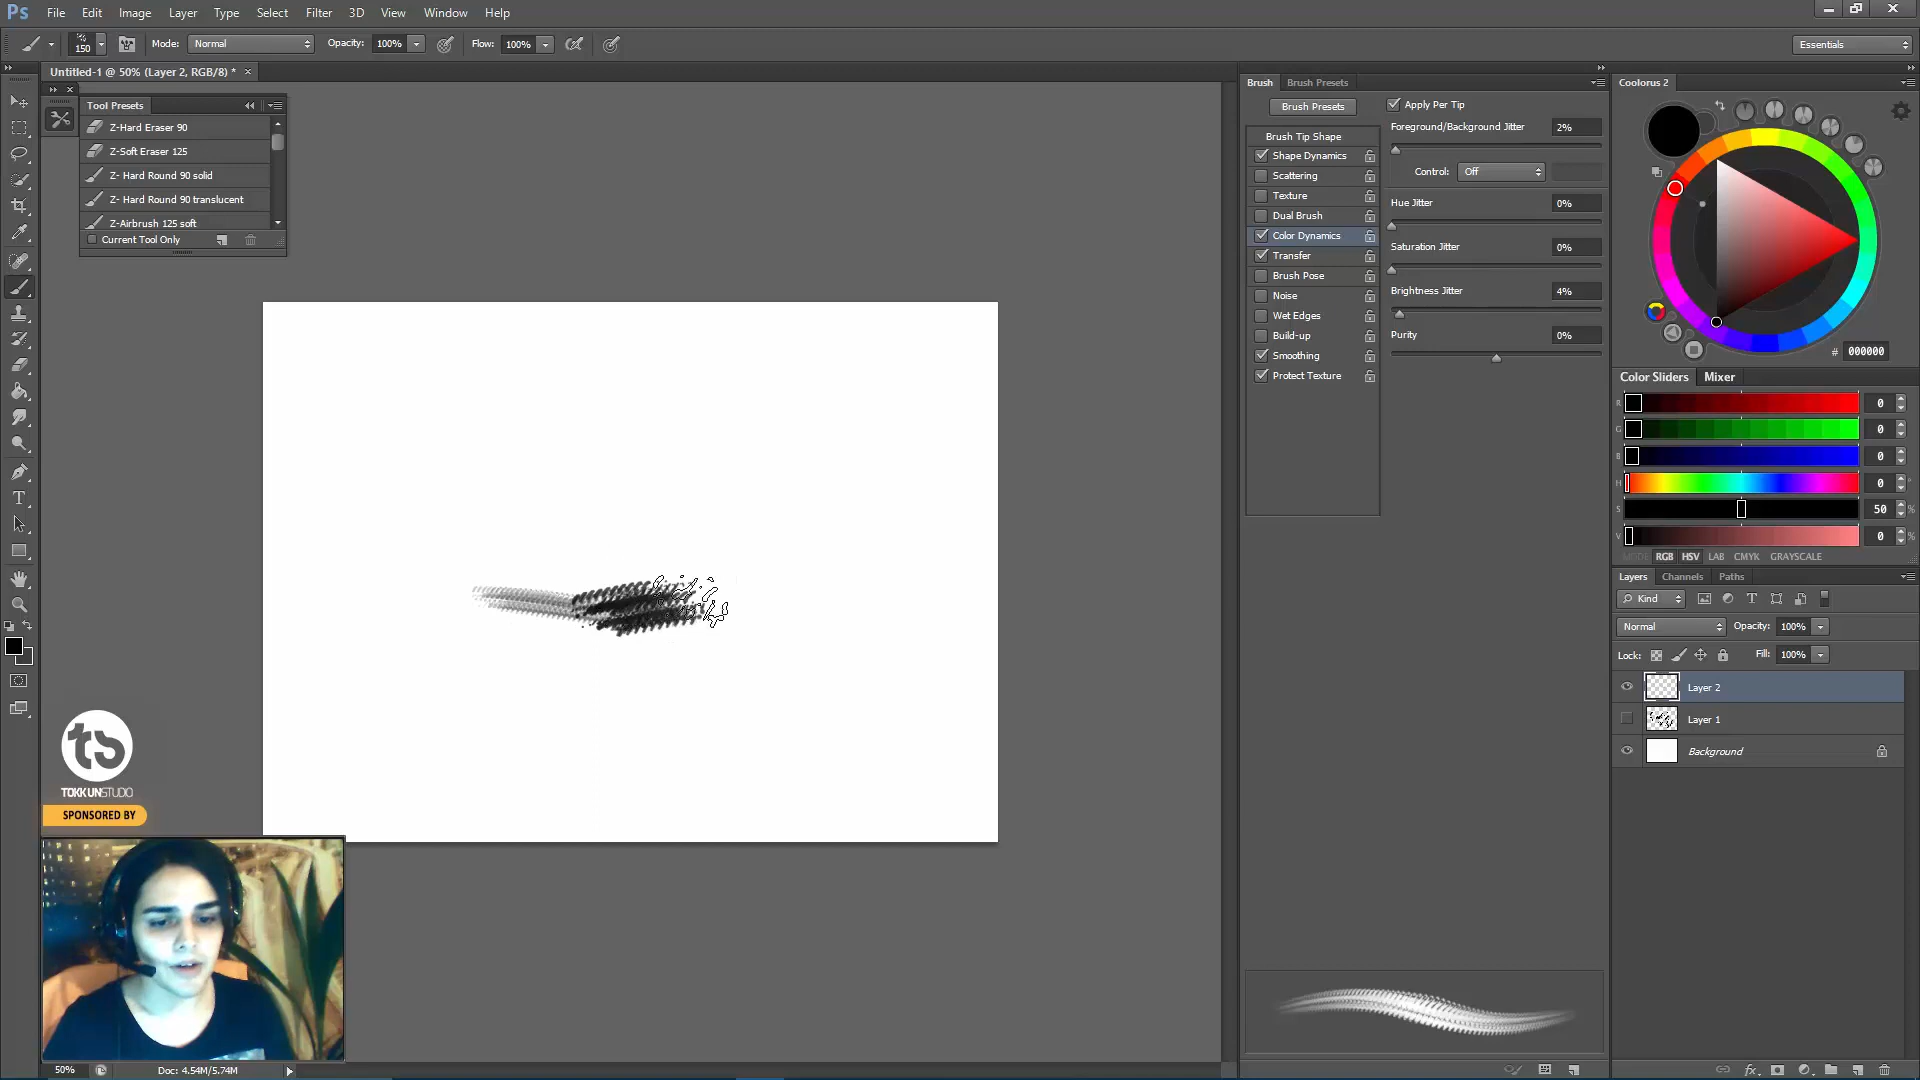 Ps File Edit Image Layer Type Select Filter 3D View Window Help
150 Mode: Normal Opacity: 100% Flow: 100% Essentials
Untitled-1 @ 50% (Layer 2, RGB/8) *
Tool Presets
Z-Hard Eraser 90
Z-Soft Eraser 125
Z- Hard Round 90 solid
Z- Hard Round 90 translucent
Z-Airbrush 125 soft
Current Tool Only
Brush Brush Presets
Brush Presets
Brush Tip Shape
Shape Dynamics
Scattering
Texture
Dual Brush
Color Dynamics
Transfer
Brush Pose
Noise
Wet Edges
Build-up
Smoothing
Protect Texture
Apply Per Tip
Foreground/Background Jitter 2%
Control: Off
Hue Jitter 0%
Saturation Jitter 0%
Brightness Jitter 4%
Purity 0%
Coolorus 2
# 000000
Color Sliders Mixer
R 0
G 0
B 0
H 0 °
S 50 %
V 0 %
MODE RGB HSV LAB CMYK GRAYSCALE
Layers Channels Paths
Kind
Normal Opacity: 100%
Lock: Fill: 100%
Layer 2
Layer 1
Background
fx
ts
TOKKUNSTUDIO
SPONSORED BY
50% Doc: 4.54M/5.74M